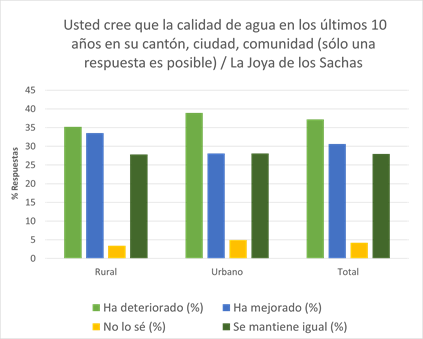 Usted cree que la calidad de agua en los últimos 10
años en su cantón, ciudad, comunidad (sólo una
respuesta es posible) / La Joya de los Sachas
45
40
35
30
25
20
15
10
5
0
% Respuestas
Rural
Urbano
Total
Ha deteriorado (%)
Ha mejorado (%)
No lo sé (%)
Se mantiene igual (%)